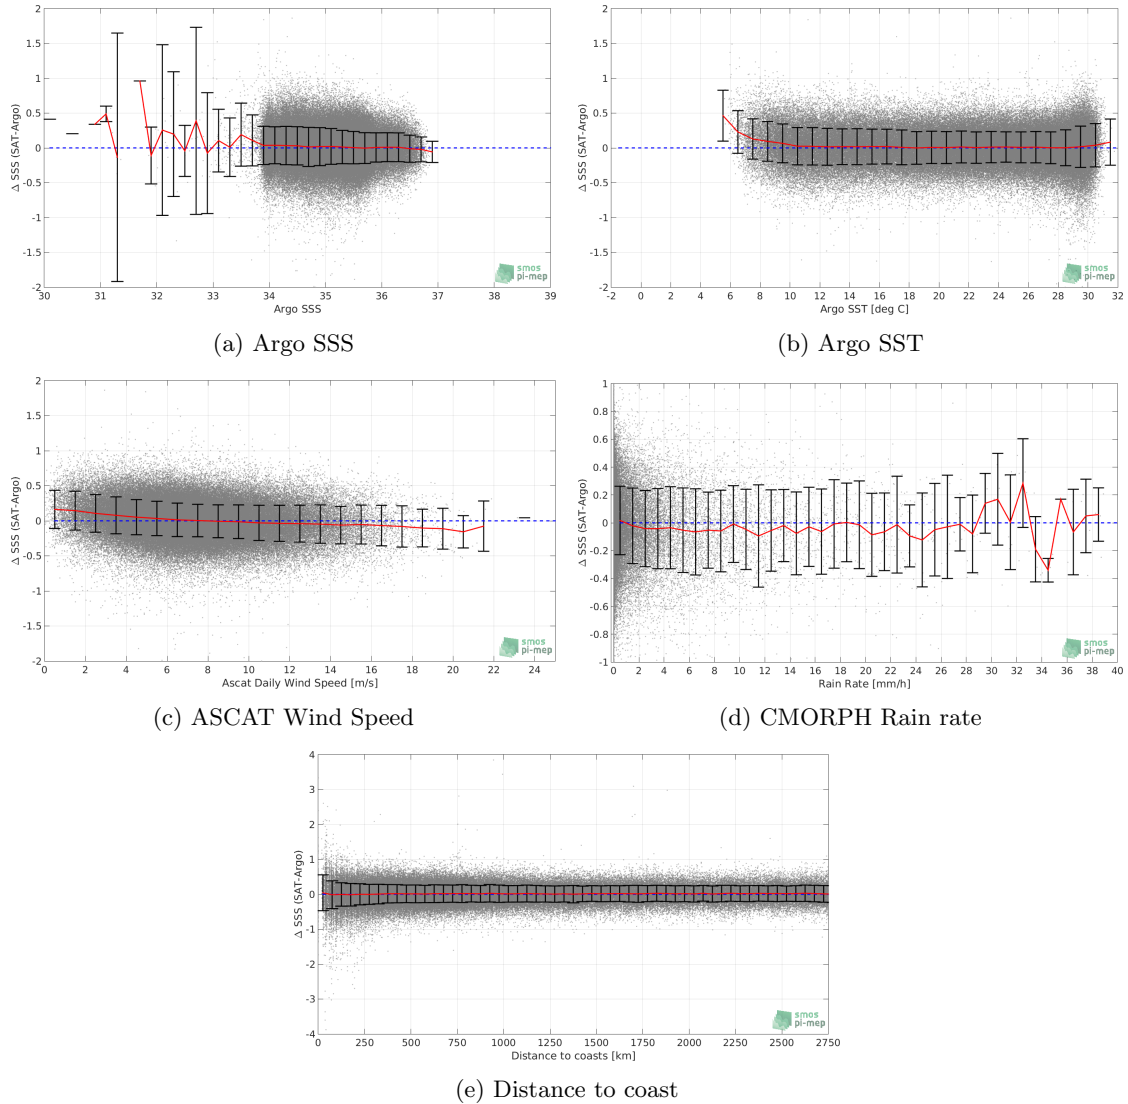 2
1.5
1
0.5
0
-0.5
-1
-1.5
-2
Δ SSS (SAT-Argo)
30 31 32 33 34 35 36 37 38 39
Argo SSS
smos
pi-mep
(a) Argo SSS
2
1.5
1
0.5
0
-0.5
-1
-1.5
-2
Δ SSS (SAT-Argo)
-2 0 2 4 6 8 10 12 14 16 18 20 22 24 26 28 30 32
Argo SST [deg C]
smos
pi-mep
(b) Argo SST
2
1.5
1
0.5
0
-0.5
-1
-1.5
-2
Δ SSS (SAT-Argo)
0 2 4 6 8 10 12 14 16 18 20 22 24
Ascat Daily Wind Speed [m/s]
smos
pi-mep
(c) ASCAT Wind Speed
1
0.8
0.6
0.4
0.2
0
-0.2
-0.4
-0.6
-0.8
-1
Δ SSS (SAT-Argo)
0 2 4 6 8 10 12 14 16 18 20 22 24 26 28 30 32 34 36 38 40
Rain Rate [mm/h]
smos
pi-mep
(d) CMORPH Rain rate
4
3
2
1
0
-1
-2
-3
-4
Δ SSS (SAT-Argo)
0 250 500 750 1000 1250 1500 1750 2000 2250 2500 2750
Distance to coasts [km]
smos
pi-mep
(e) Distance to coast